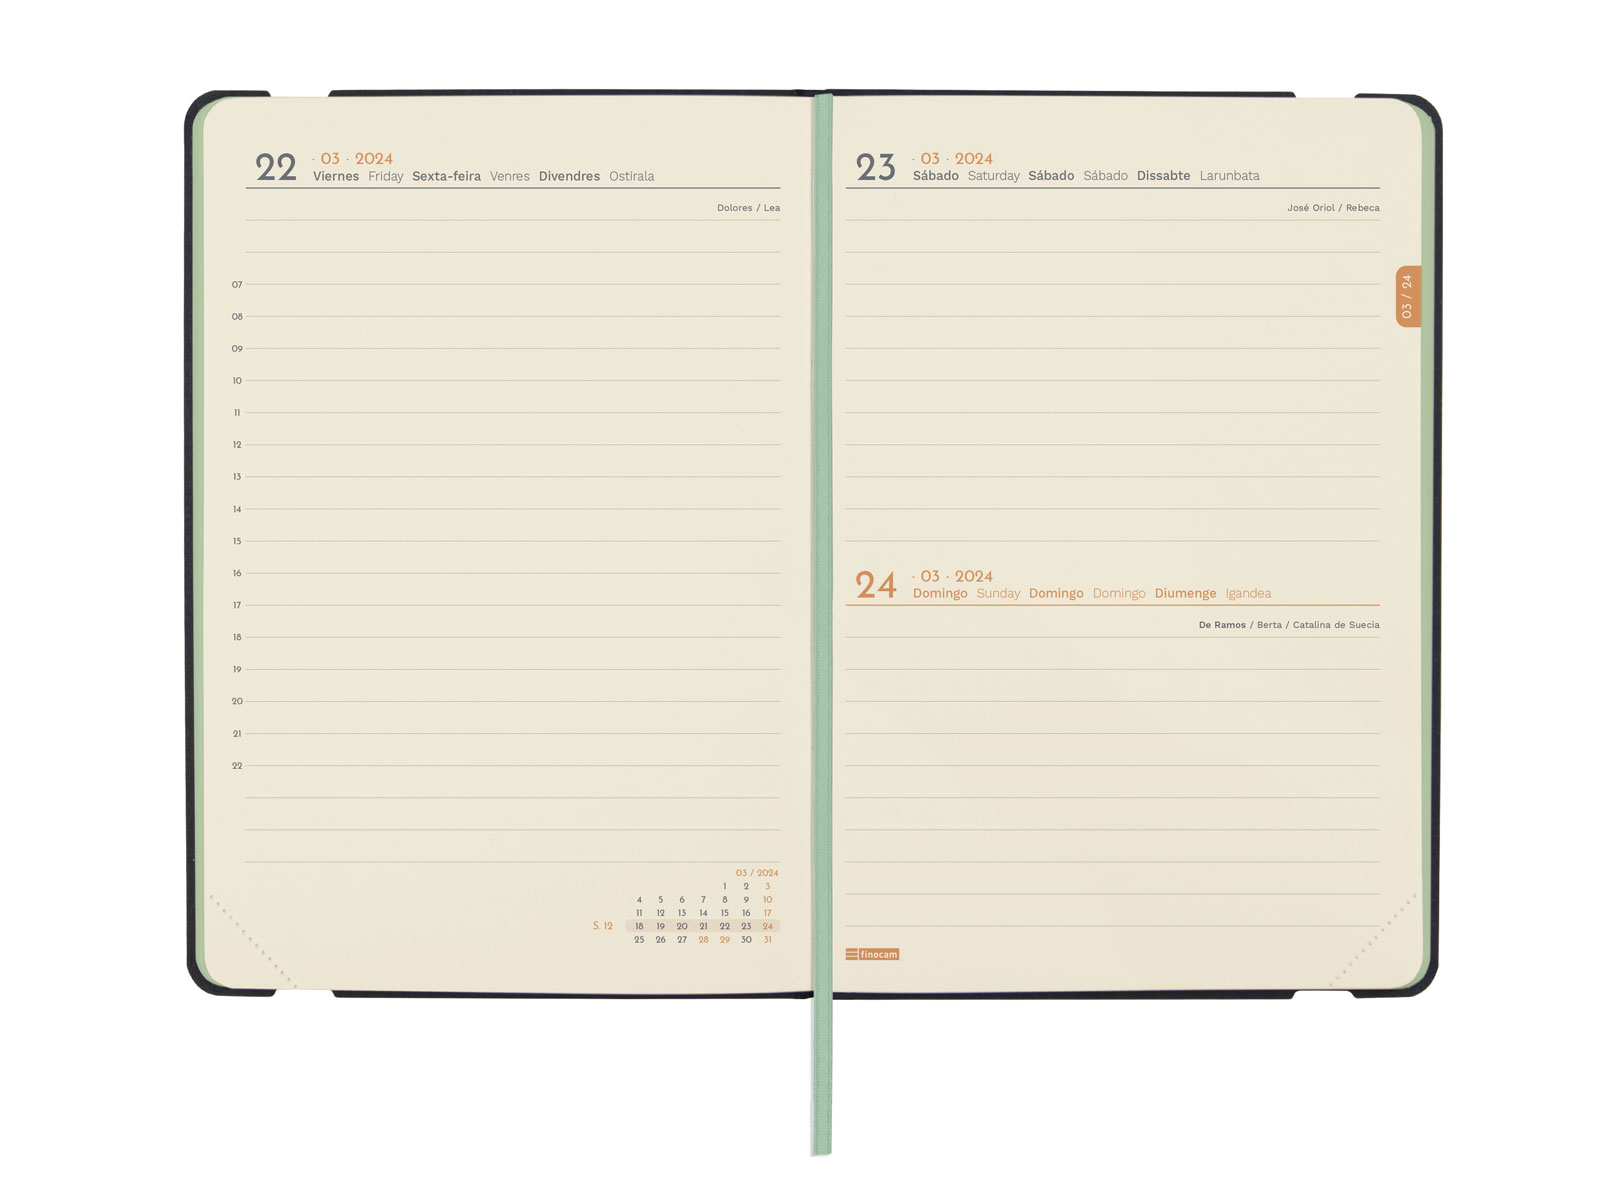 22 · 03 · 2024
Viernes Friday Sexta-feira Venres Divendres Ostirala
Dolores / Lea
07
08
09
10
11
12
13
14
15
16
17
18
19
20
21
22
03 / 2024
1 2 3
4 5 6 7 8 9 10
11 12 13 14 15 16 17
S. 12 18 19 20 21 22 23 24
25 26 27 28 29 30 31
23 · 03 · 2024
Sábado Saturday Sábado Sábado Dissabte Larunbata
José Oriol / Rebeca
03 / 24
24 · 03 · 2024
Domingo Sunday Domingo Domingo Diumenge Igandea
De Ramos / Berta / Catalina de Suecia
finocam